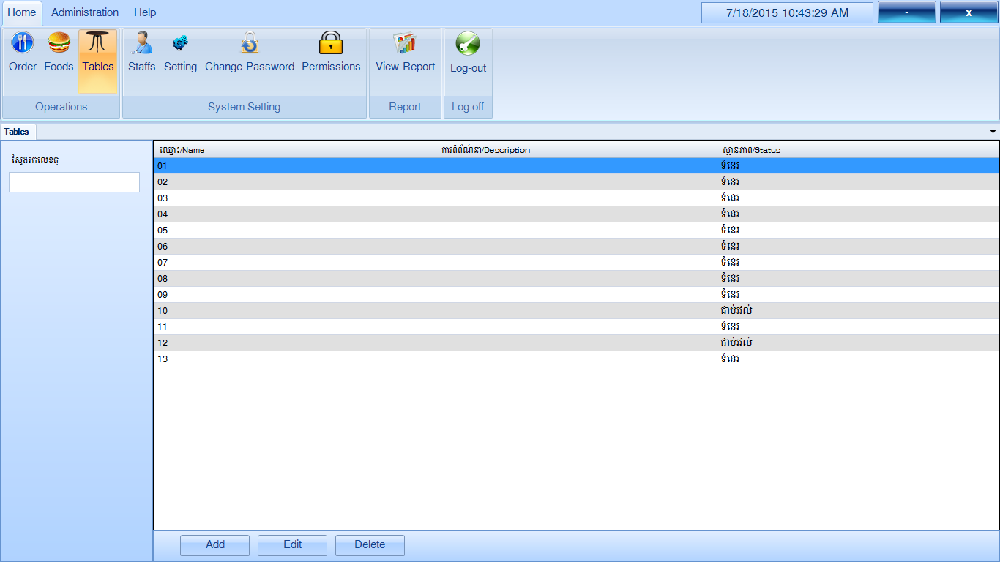 Home Administration Help 7/18/2015 10:43:29 AM - x
Order Foods Tables Staffs Setting Change-Password Permissions View-Report Log-out
Operations System Setting Report Log off
Tables
ស្វែងរកលេខតុ
ឈ្មោះ/Name ការពិពណ៌នា/Description ស្ថានភាព/Status
01 ទំនេរ
02 ទំនេរ
03 ទំនេរ
04 ទំនេរ
05 ទំនេរ
06 ទំនេរ
07 ទំនេរ
08 ទំនេរ
09 ទំនេរ
10 ជាប់រវល់
11 ទំនេរ
12 ជាប់រវល់
13 ទំនេរ
Add Edit Delete